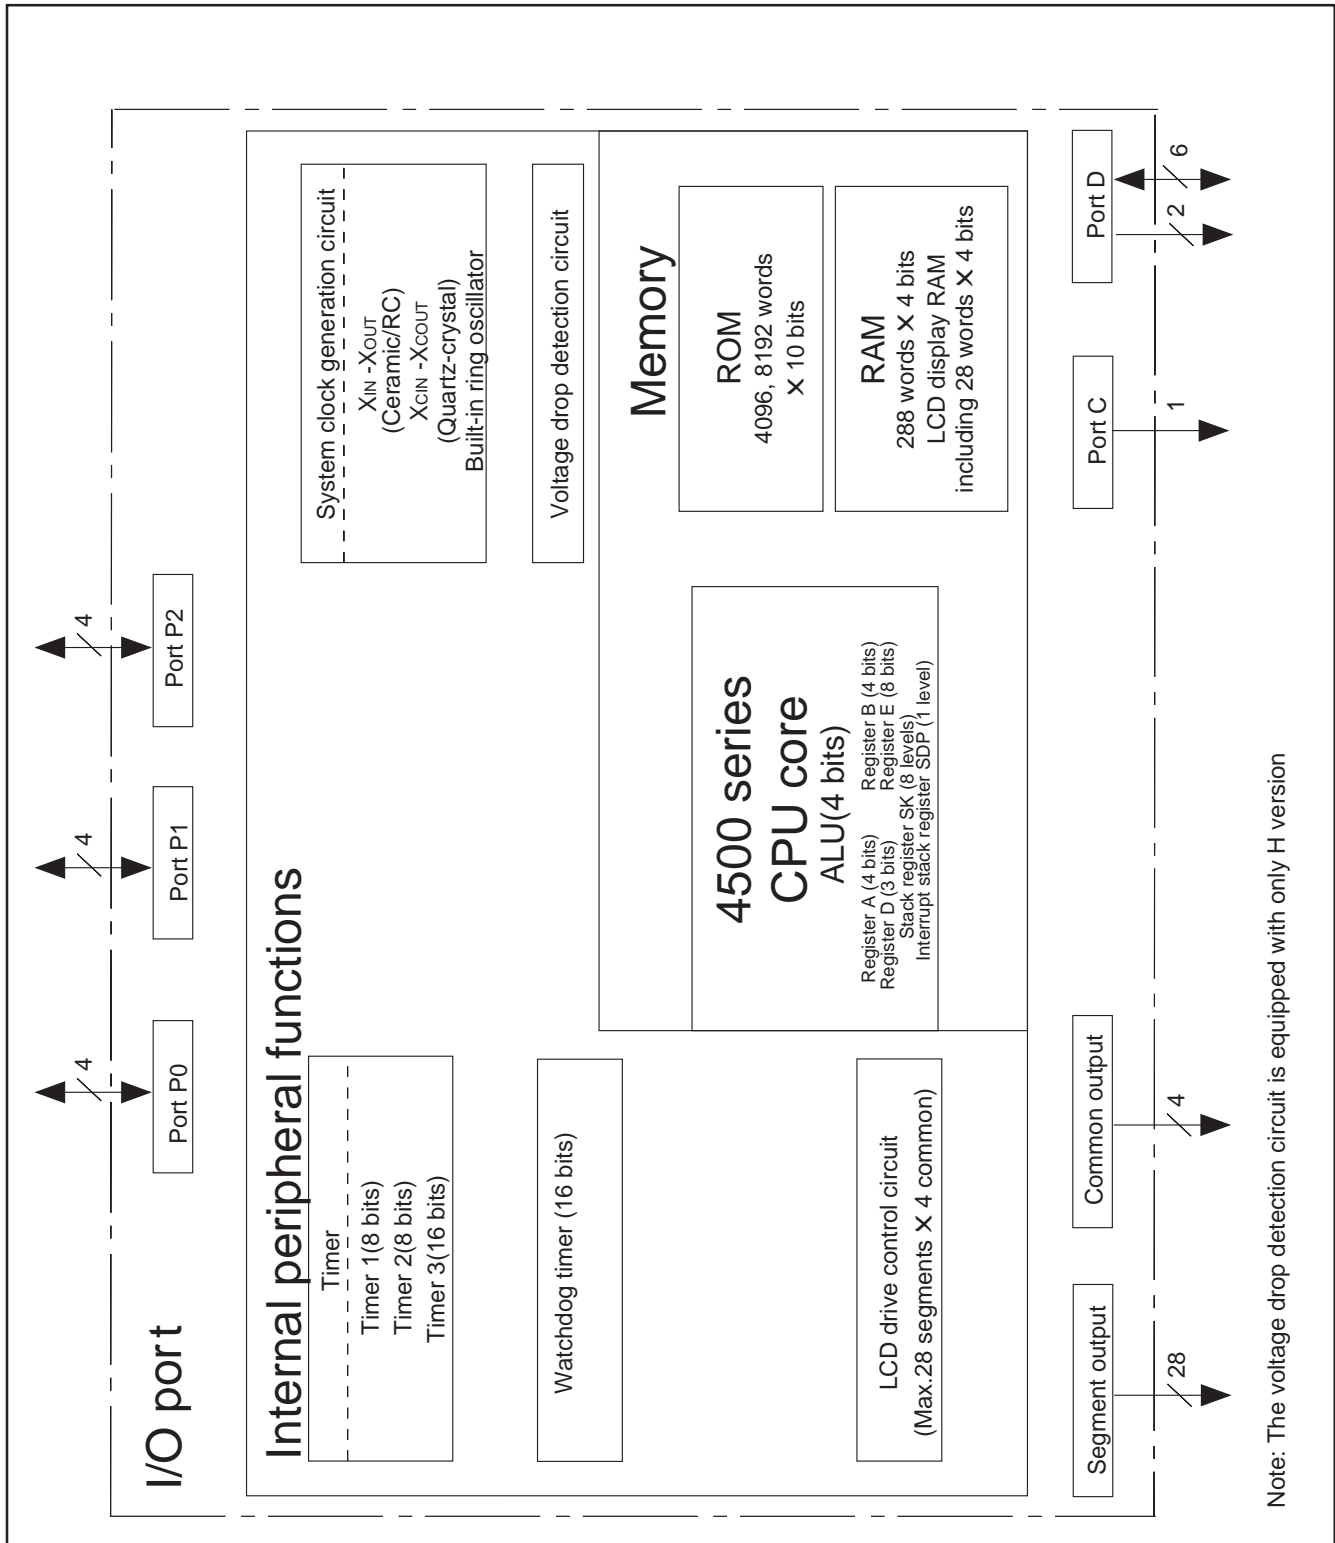 I/O port
4
Port P0
4
Port P1
4
Port P2
Internal peripheral functions
Timer
Timer 1(8 bits)
Timer 2(8 bits)
Timer 3(16 bits)
Watchdog timer (16 bits)
LCD drive control circuit
(Max.28 segments X 4 common)
System clock generation circuit
XIN -XOUT
(Ceramic/RC)
XCIN -XCOUT
(Quartz-crystal)
Built-in ring oscillator
Voltage drop detection circuit
4500 series
CPU core
ALU(4 bits)
Register A (4 bits) Register B (4 bits)
Register D (3 bits) Register E (8 bits)
Stack register SK (8 levels)
Interrupt stack register SDP (1 level)
Memory
ROM
4096, 8192 words
X 10 bits
RAM
288 words X 4 bits
LCD display RAM
including 28 words X 4 bits
Segment output
28
Common output
4
Port C
1
Port D
2
6
Note: The voltage drop detection circuit is equipped with only H version